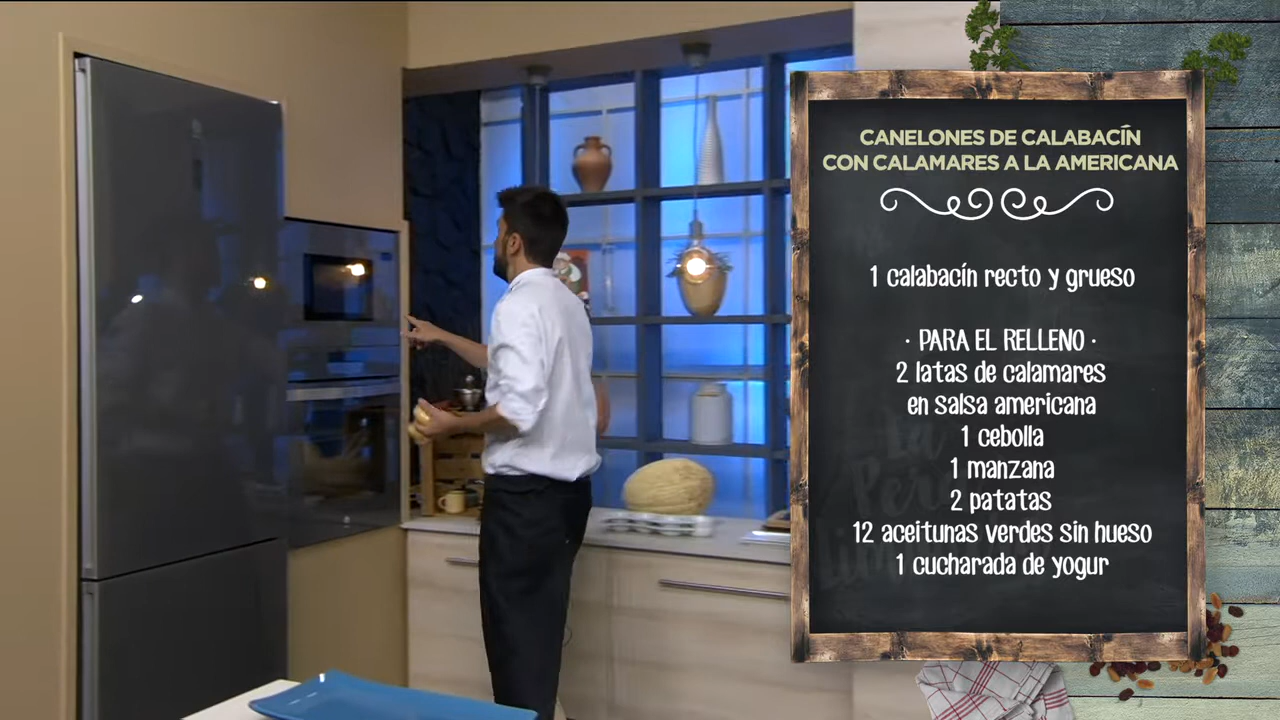 CANELONES DE CALABACÍN
CON CALAMARES A LA AMERICANA
1 calabacín recto y grueso
· PARA EL RELLENO ·
2 latas de calamares
en salsa americana
1 cebolla
1 manzana
2 patatas
12 aceitunas verdes sin hueso
1 cucharada de yogur